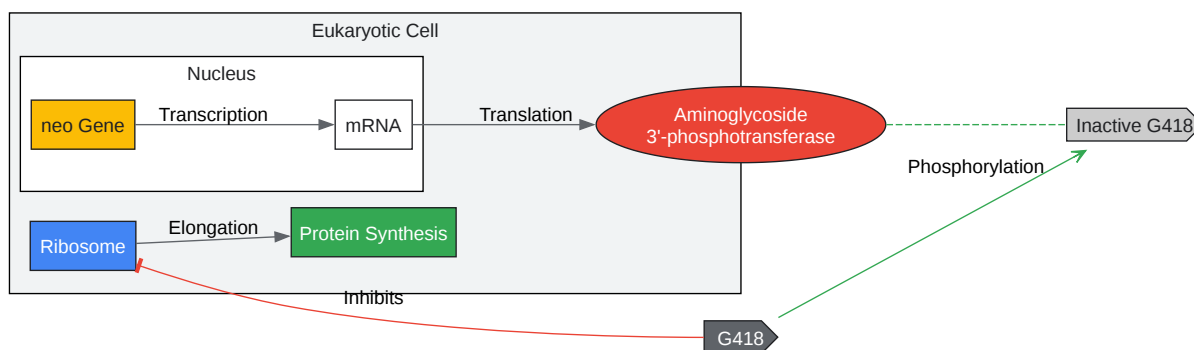 Eukaryotic Cell
Nucleus
neo Gene
Transcription
mRNA
Translation
Aminoglycoside
3'-phosphotransferase
Inactive G418
Phosphorylation
Ribosome
Elongation
Protein Synthesis
Inhibits
G418